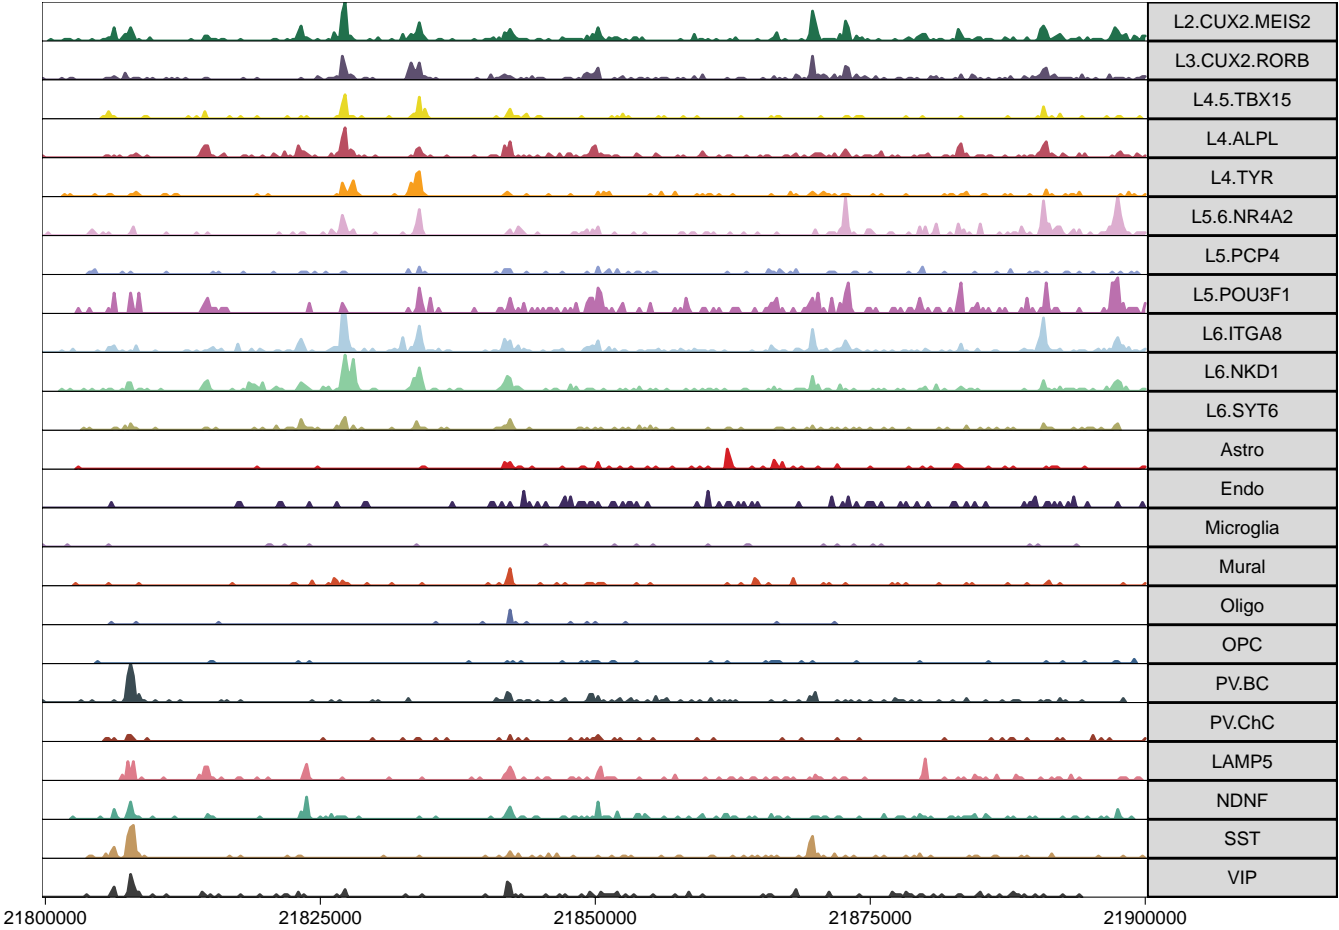 L2.CUX2.MEIS2
L3.CUX2.RORB
L4.5.TBX15
L4.ALPL
L4.TYR
L5.6.NR4A2
L5.PCP4
L5.POU3F1
L6.ITGA8
L6.NKD1
L6.SYT6
Astro
Endo
Microglia
Mural
Oligo
OPC
PV.BC
PV.ChC
LAMP5
NDNF
SST
VIP
21800000 21825000 21850000 21875000 21900000